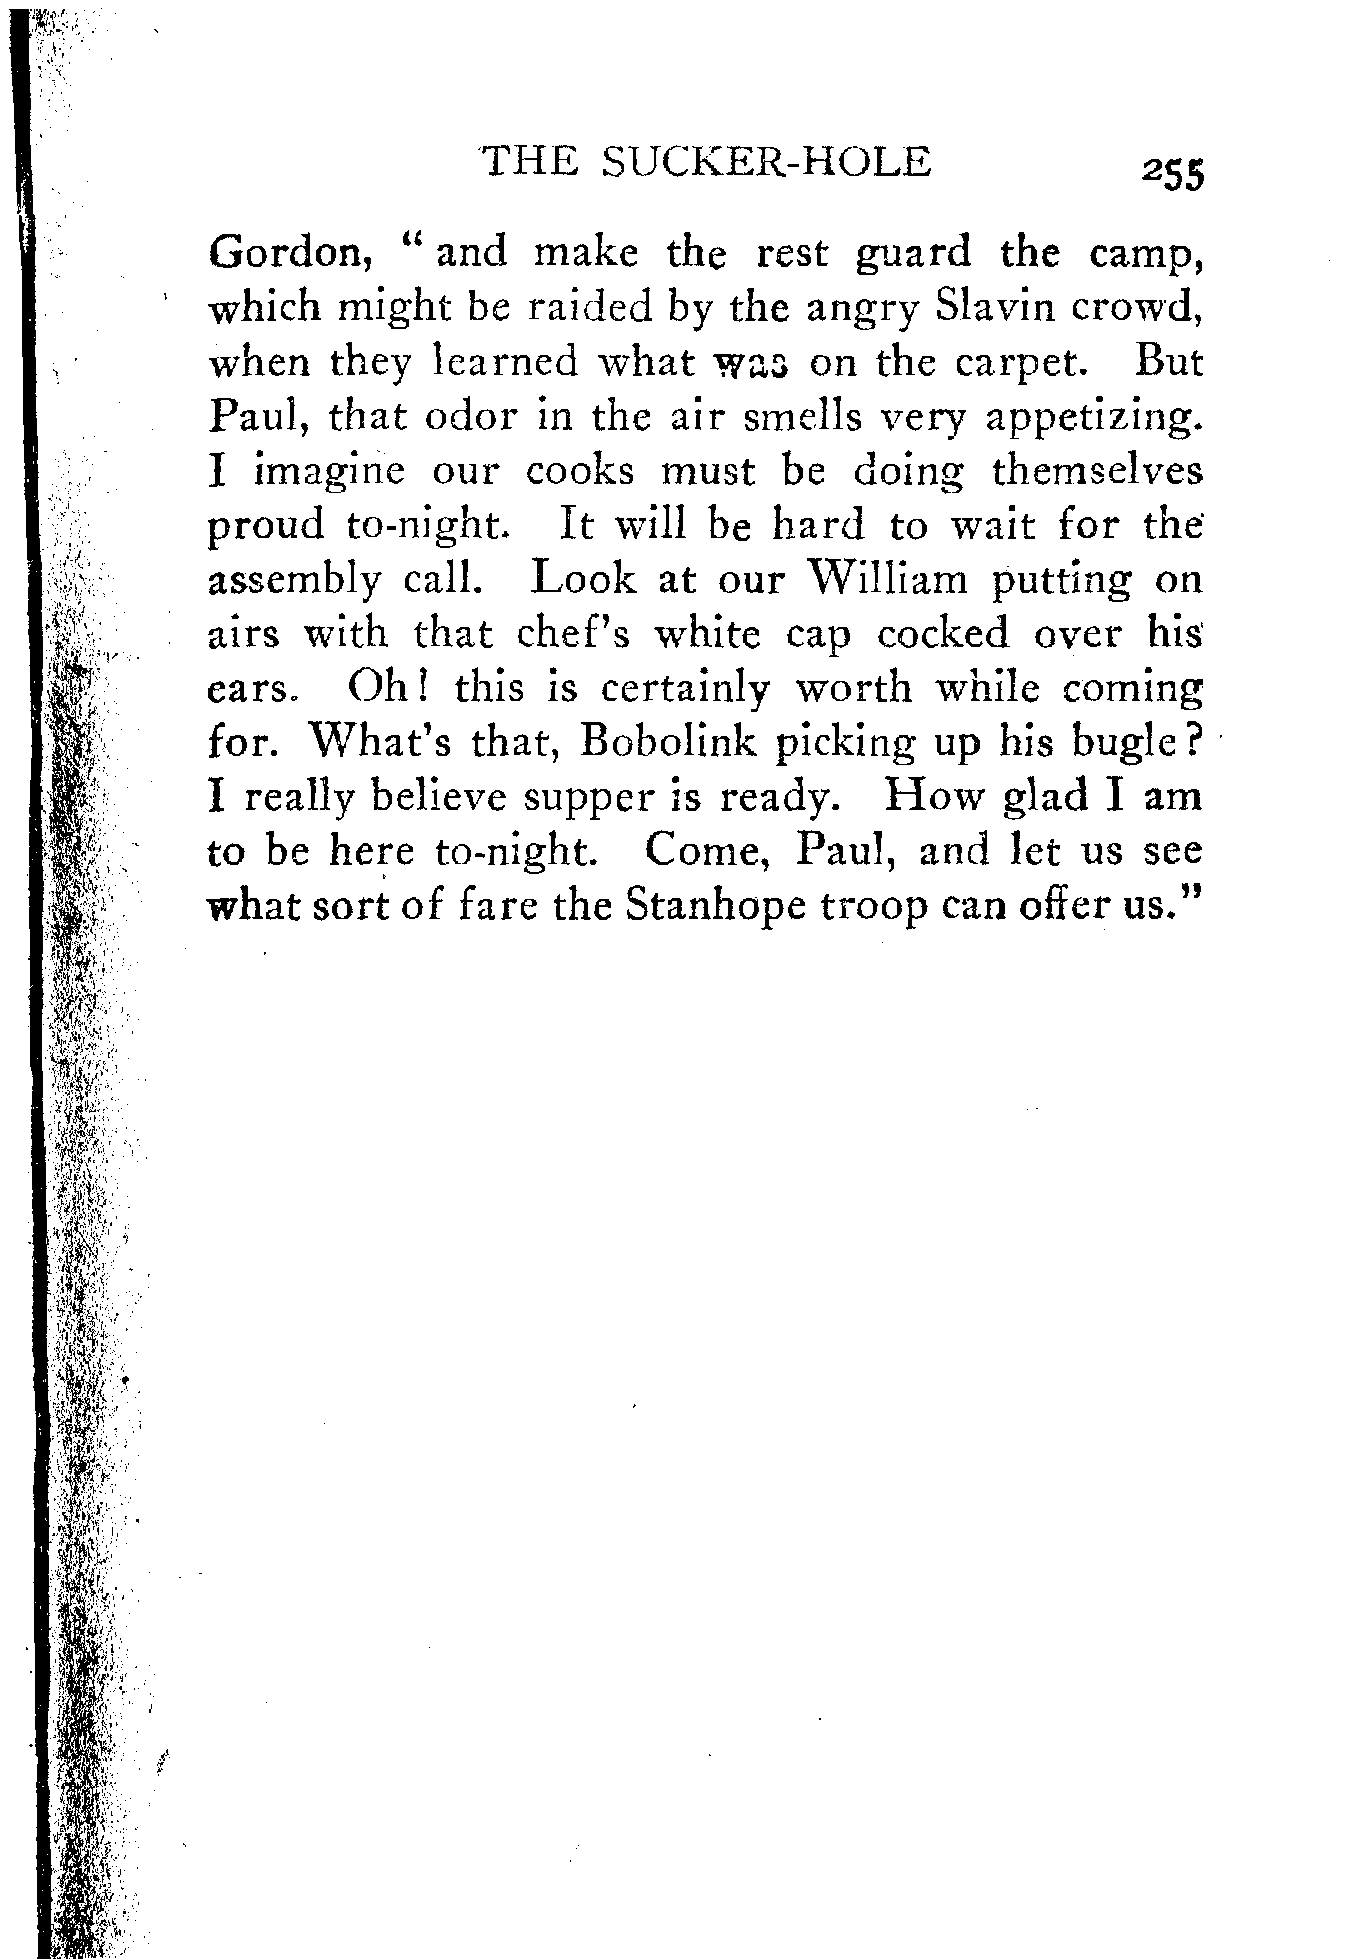 THE SUCKER-HOLE 255
Gordon, “ and make the rest guard the camp,
which might be raided by the angry Slavin crowd,
when they learned what was on the carpet. But
Paul, that odor in the air smells very appetizing.
I imagine our cooks must be doing themselves
proud to-night. It will be hard to wait for the
assembly call. Look at our William putting on
airs with that chef’s white cap cocked over his
ears. Oh! this is certainly worth while coming
for. What’s that, Bobolink picking up his bugle?
I really believe supper is ready. How glad I am
to be here to-night. Come, Paul, and let us see
what sort of fare the Stanhope troop can offer us.”